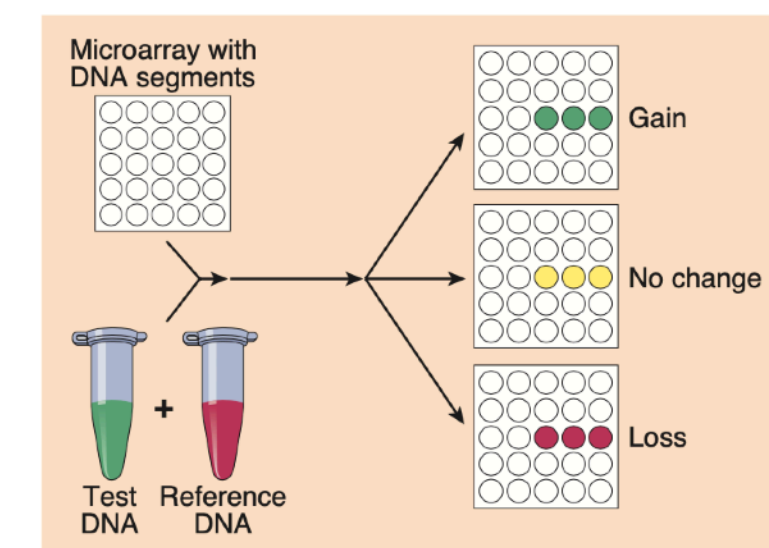 Microarray with
DNA segments
Gain
No change
Loss
+
Test
DNA
Reference
DNA